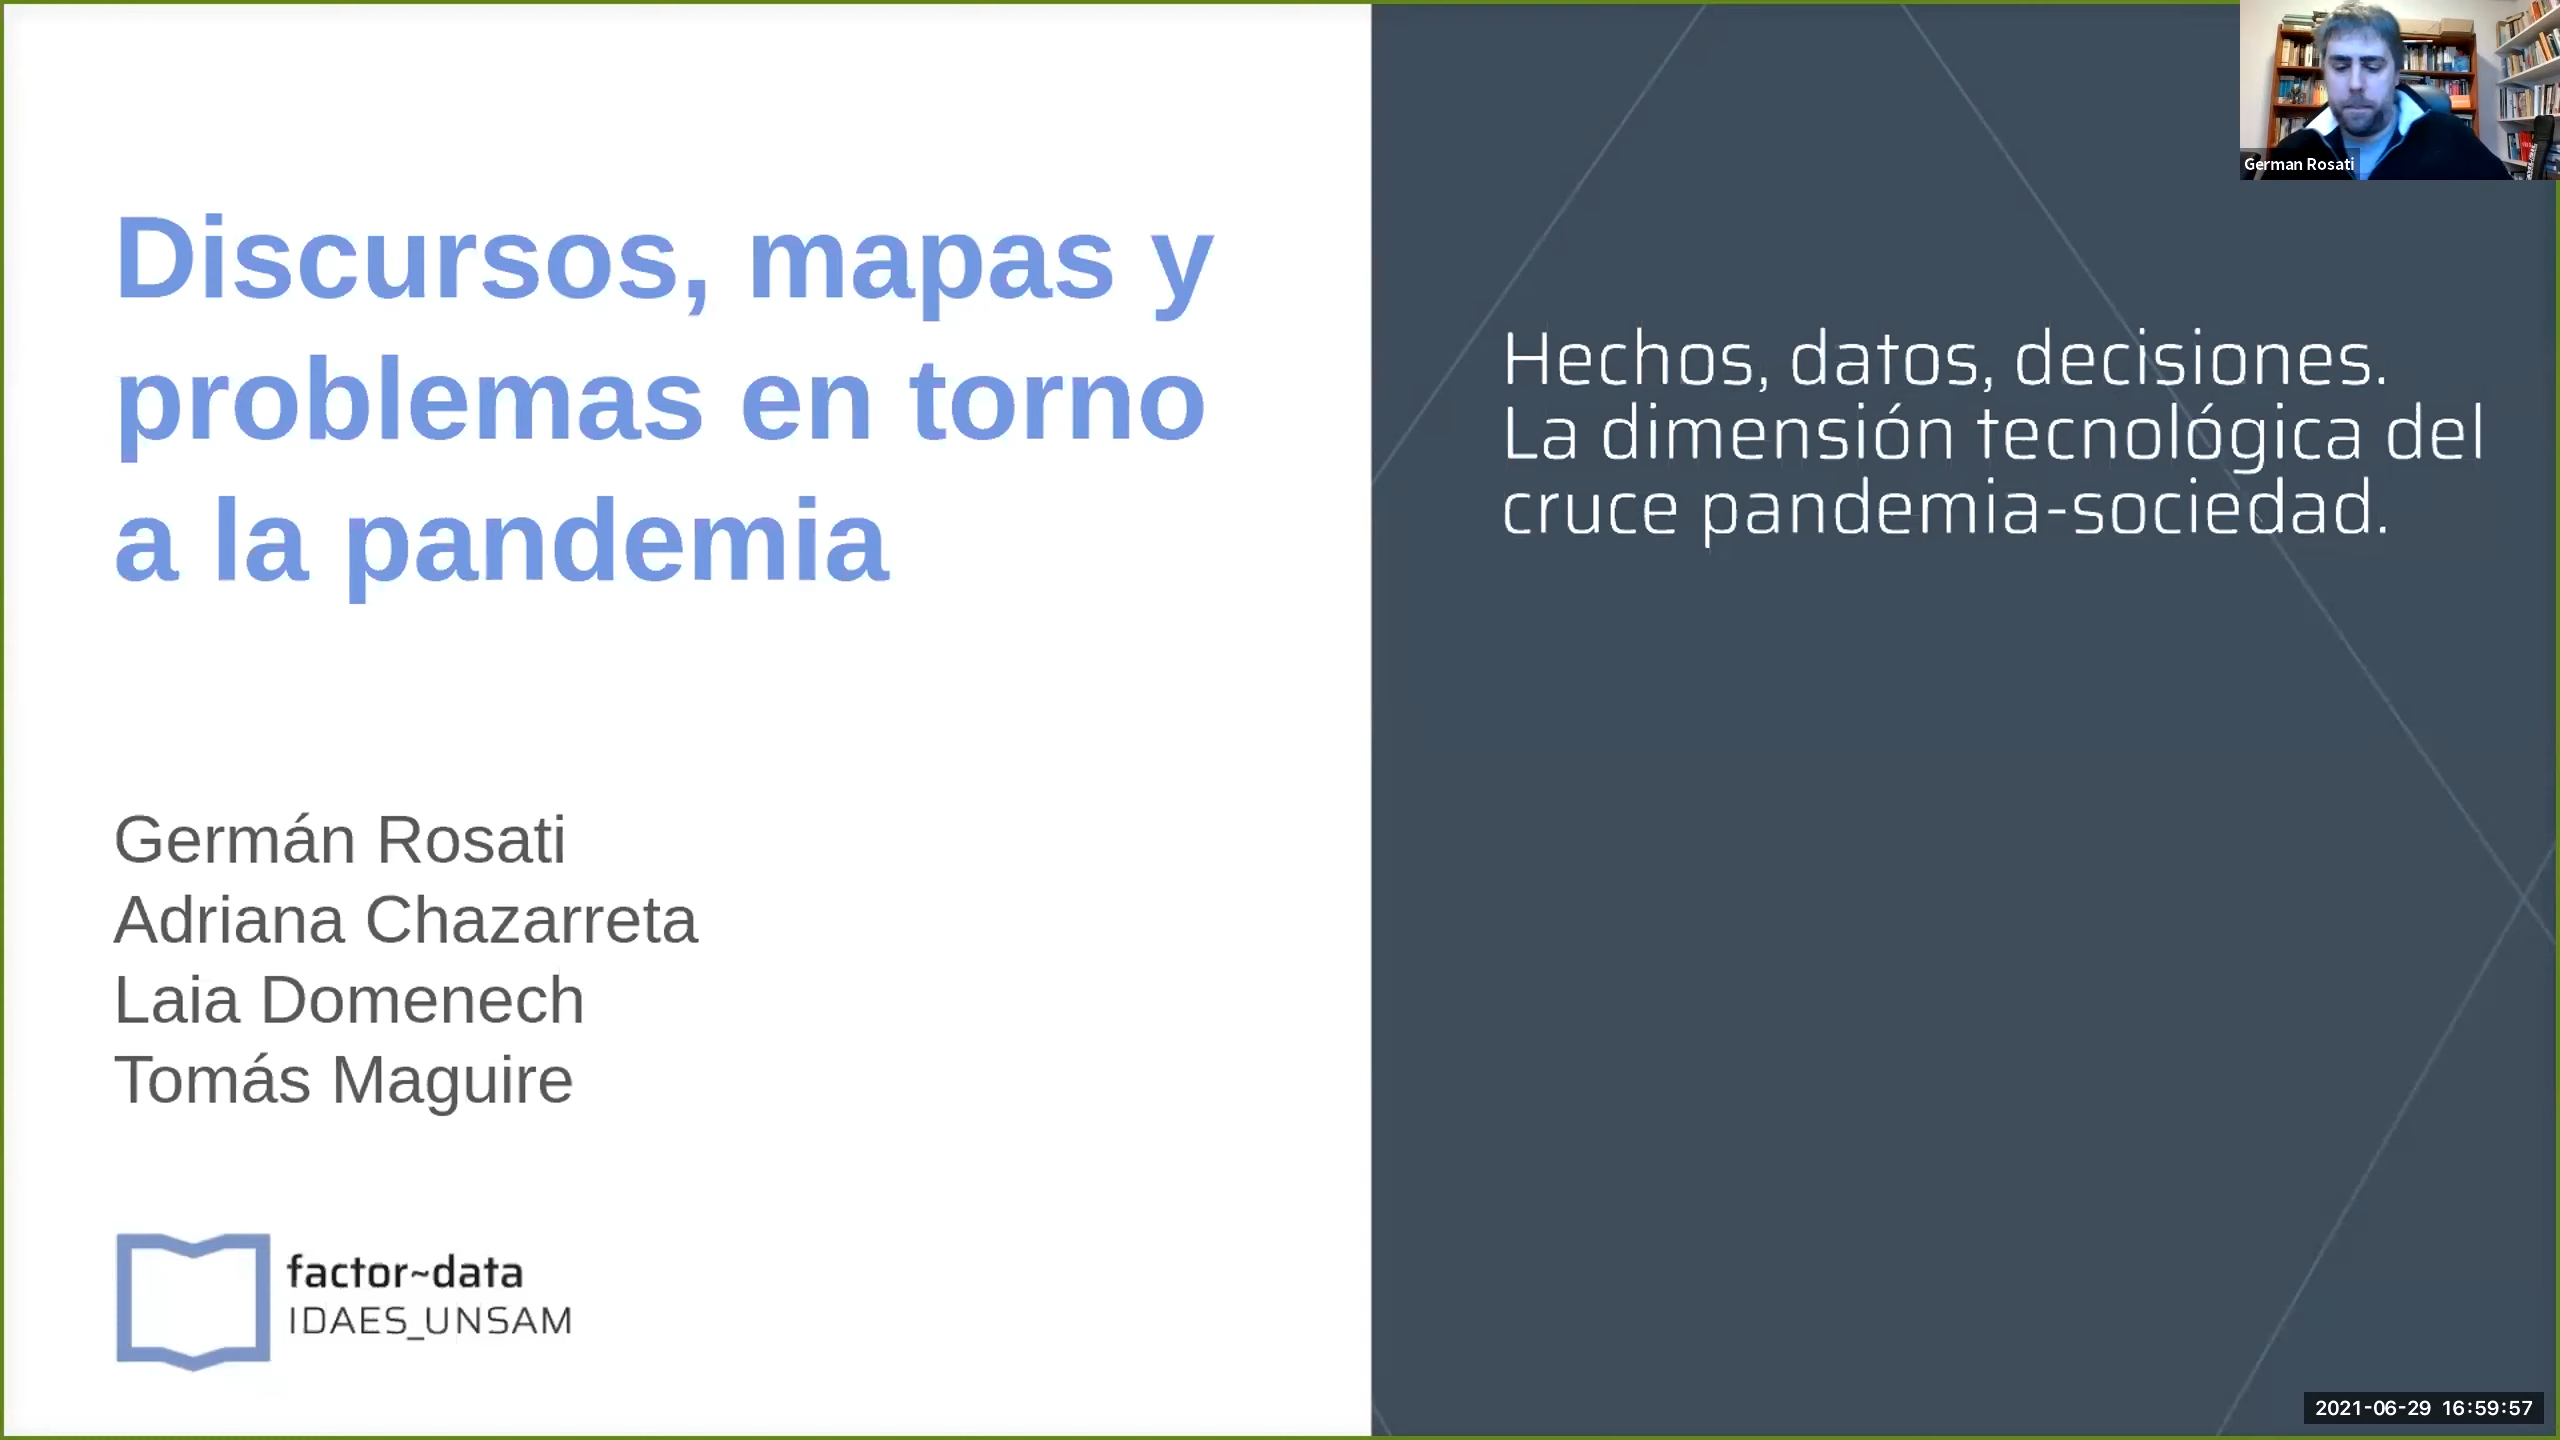 Discursos, mapas y
problemas en torno
a la pandemia
Germán Rosati
Adriana Chazarreta
Laia Domenech
Tomás Maguire
factor~data
IDAES_UNSAM
Hechos, datos, decisiones.
La dimensión tecnológica del
cruce pandemia-sociedad.
German Rosati
2021-06-29 16:59:57